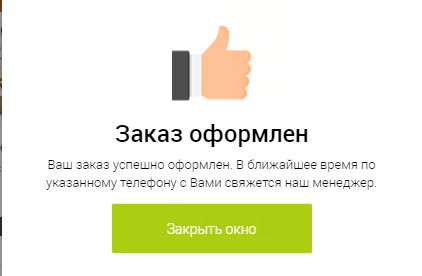 Заказ оформлен
Ваш заказ успешно оформлен. В ближайшее время по
указанному телефону с Вами свяжется наш менеджер.
Закрыть окно